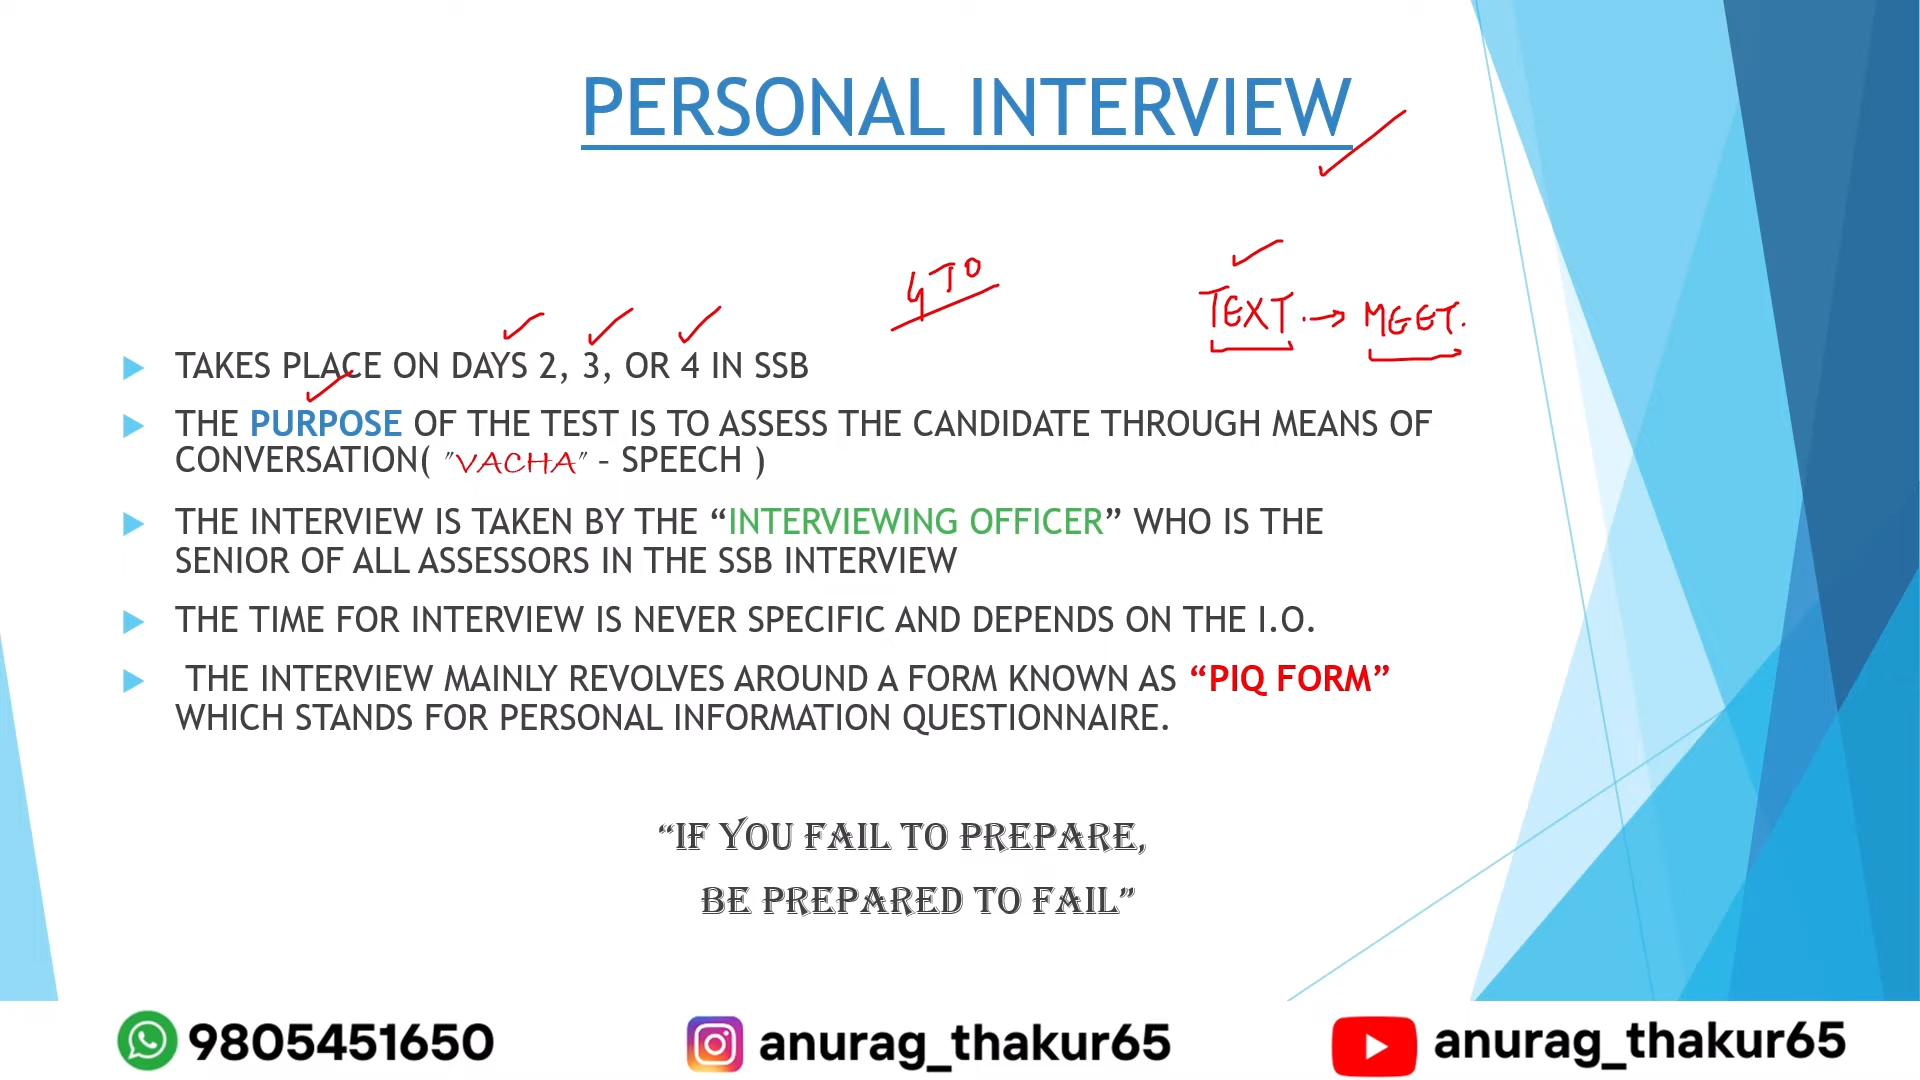 PERSONAL INTERVIEW
GTO
TEXT. → MEET.
TAKES PLACE ON DAYS 2, 3, OR 4 IN SSB
THE PURPOSE OF THE TEST IS TO ASSESS THE CANDIDATE THROUGH MEANS OF
CONVERSATION( "VACHA" – SPEECH )
THE INTERVIEW IS TAKEN BY THE “INTERVIEWING OFFICER” WHO IS THE
SENIOR OF ALL ASSESSORS IN THE SSB INTERVIEW
THE TIME FOR INTERVIEW IS NEVER SPECIFIC AND DEPENDS ON THE I.O.
THE INTERVIEW MAINLY REVOLVES AROUND A FORM KNOWN AS “PIQ FORM”
WHICH STANDS FOR PERSONAL INFORMATION QUESTIONNAIRE.
“IF YOU FAIL TO PREPARE,
BE PREPARED TO FAIL”
9805451650
anurag_thakur65
anurag_thakur65